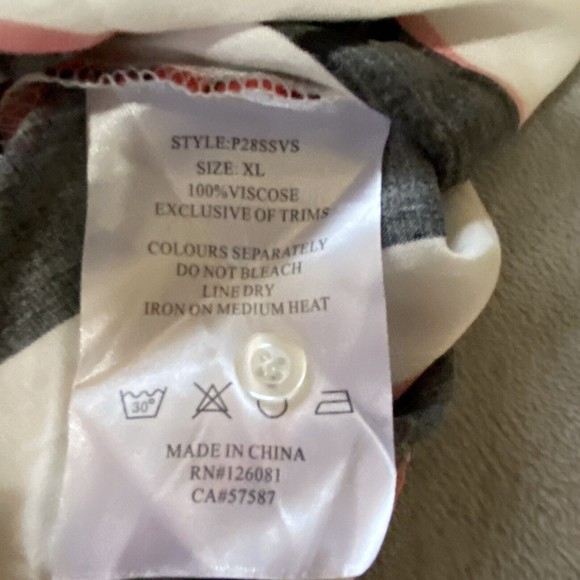 STYLE:P28SSVS
SIZE: XL
100%VISCOSE
EXCLUSIVE OF TRIMS
COLOURS SEPARATELY
DO NOT BLEACH
LINE DRY
IRON ON MEDIUM HEAT
30°
MADE IN CHINA
RN#126081
CA#57587